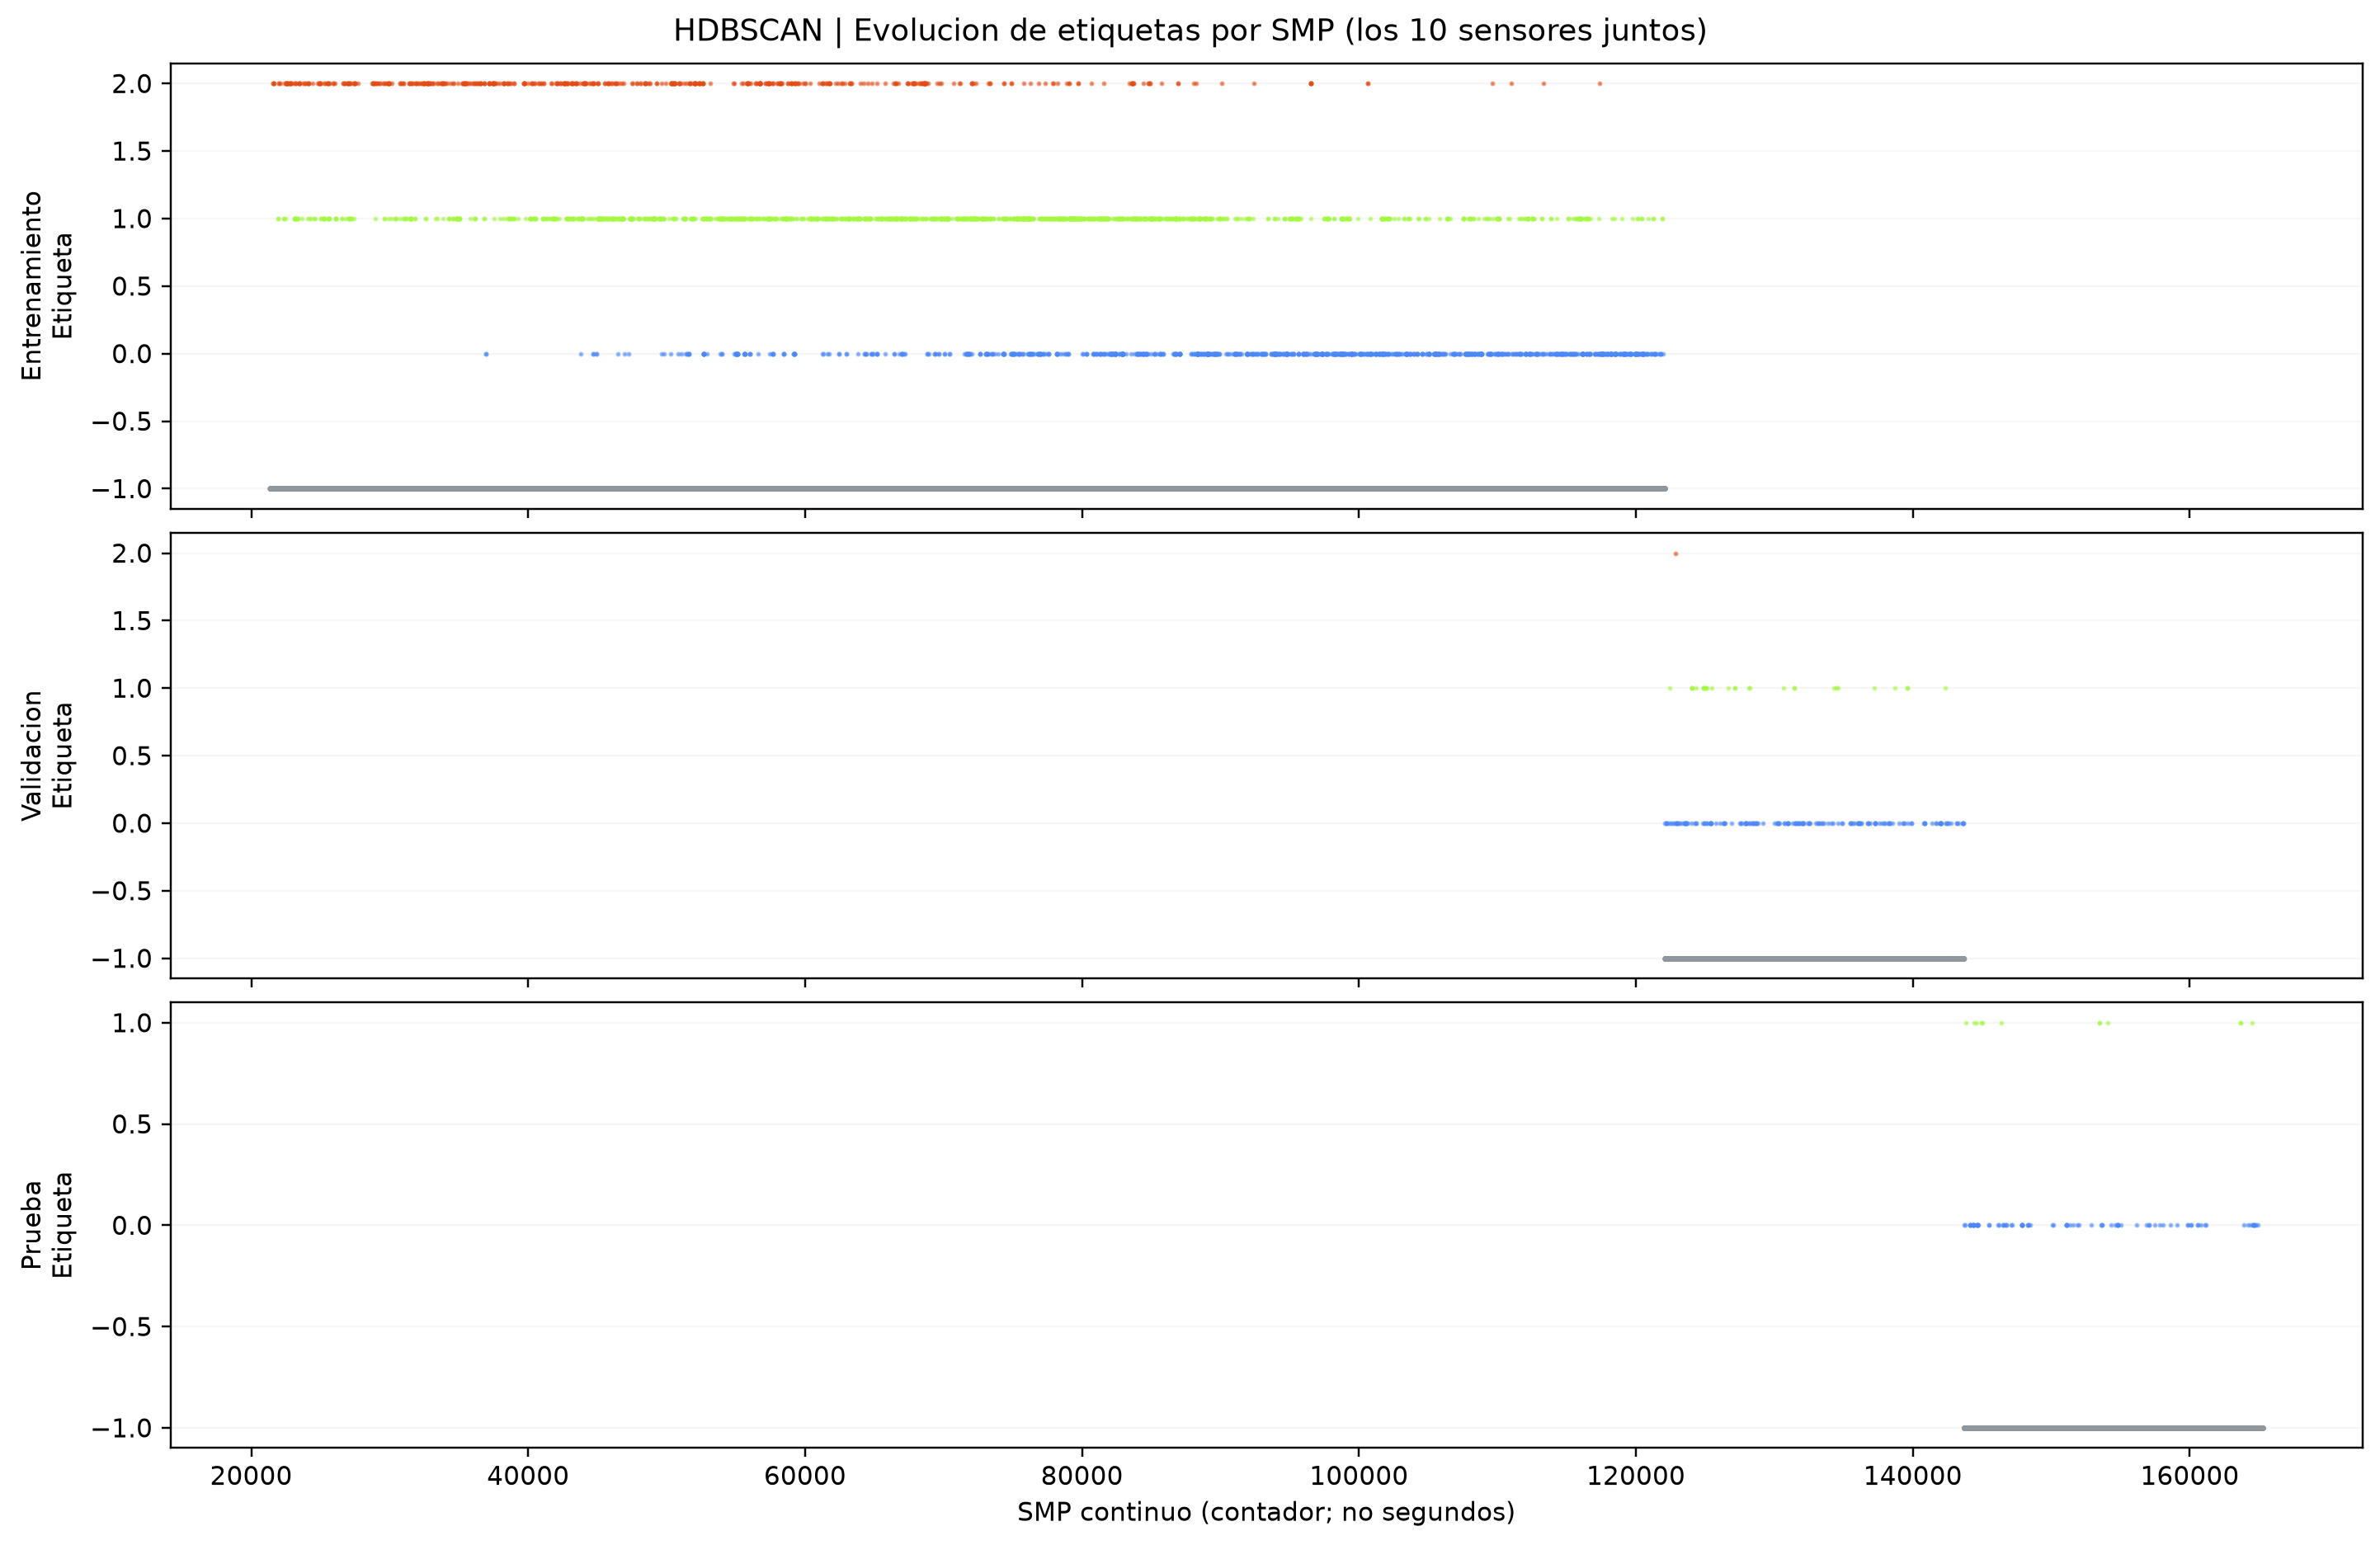 HDBSCAN | Evolucion de etiquetas por SMP (los 10 sensores juntos)
Entrenamiento
Etiqueta
2.0
1.5
1.0
0.5
0.0
−0.5
−1.0
Validacion
Etiqueta
2.0
1.5
1.0
0.5
0.0
−0.5
−1.0
Prueba
Etiqueta
1.0
0.5
0.0
−0.5
−1.0
20000 40000 60000 80000 100000 120000 140000 160000
SMP continuo (contador; no segundos)